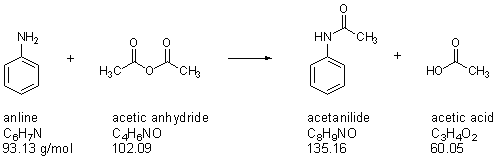 NH₂
+
H₃C
O
O
O
CH₃
HN
O
CH₃
+
HO
O
CH₃
anline
C₆H₇N
93.13 g/mol
acetic anhydride
C₄H₆NO
102.09
acetanilide
C₈H₉NO
135.16
acetic acid
C₃H₄O₂
60.05